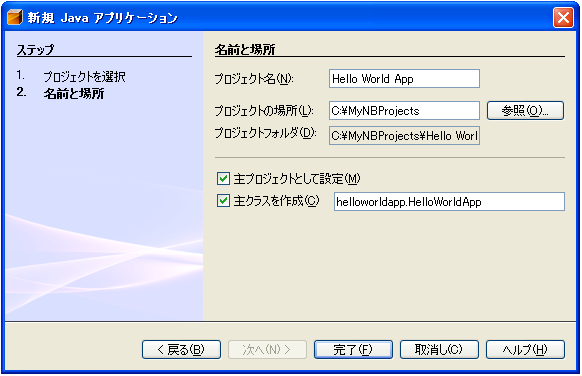 新規 Java アプリケーション
ステップ
1. プロジェクトを選択
2. 名前と場所
名前と場所
プロジェクト名(N): Hello World App
プロジェクトの場所(L): C:¥MyNBProjects 参照(O)...
プロジェクトフォルダ(D): C:¥MyNBProjects¥Hello Worl
主プロジェクトとして設定(M)
主クラスを作成(C) helloworldapp.HelloWorldApp
< 戻る(B) 次へ(N) > 完了(F) 取消し(C) ヘルプ(H)